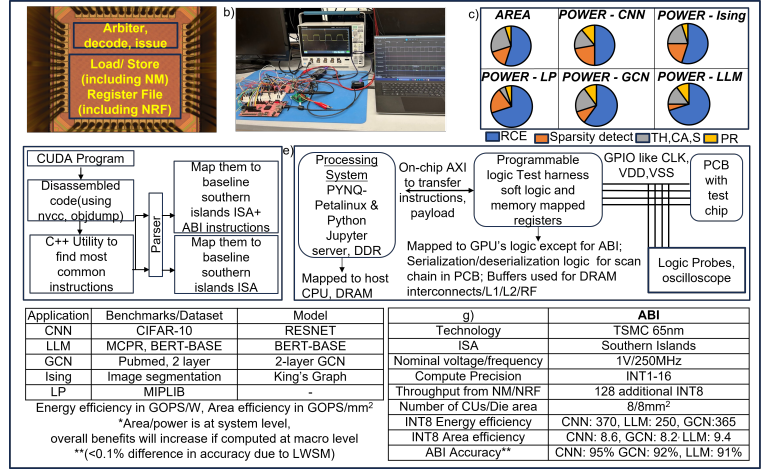 Arbiter,
decode, issue
Load/ Store
(including NM)
Register File
(including NRF)
b)
c)
AREA POWER - CNN POWER - Ising
POWER - LP POWER - GCN POWER - LLM
RCE Sparsity detect TH,CA,S PR
CUDA Program
Disassembled
code(using
nvcc, objdump)
C++ Utility to
find most
common
instructions
Parser
Map them to
baseline
southern
islands ISA+
ABI instructions
Map them to
baseline
southern
islands ISA
e)
Processing
System
PYNQ-
Petalinux &
Python
Jupyter
server, DDR
Mapped to host
CPU, DRAM
On-chip AXI
to transfer
instructions,
payload
Programmable
logic Test harness
soft logic and
memory mapped
registers
Mapped to GPU's logic except for ABI;
Serialization/deserialization logic for scan
chain in PCB; Buffers used for DRAM
interconnects/L1/L2/RF
GPIO like CLK,
VDD,VSS
PCB
with
test
chip
Logic Probes,
oscilloscope
Application Benchmarks/Dataset Model
CNN CIFAR-10 RESNET
LLM MCPR, BERT-BASE BERT-BASE
GCN Pubmed, 2 layer 2-layer GCN
Ising Image segmentation King's Graph
LP MIPLIB -
Energy efficiency in GOPS/W, Area efficiency in GOPS/mm²
*Area/power is at system level,
overall benefits will increase if computed at macro level
**(<0.1% difference in accuracy due to LWSM)
g) ABI
Technology TSMC 65nm
ISA Southern Islands
Nominal voltage/frequency 1V/250MHz
Compute Precision INT1-16
Throughput from NM/NRF 128 additional INT8
Number of CUs/Die area 8/8mm²
INT8 Energy efficiency CNN: 370, LLM: 250, GCN:365
INT8 Area efficiency CNN: 8.6, GCN: 8.2, LLM: 9.4
ABI Accuracy** CNN: 95% GCN: 92%, LLM: 91%